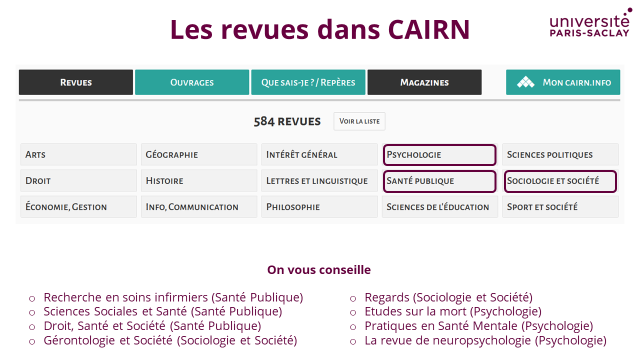 Les revues dans CAIRN
université
PARIS-SACLAY
REVUES
OUVRAGES
QUE SAIS-JE ? / REPÈRES
MAGAZINES
MON CAIRN.INFO
584 REVUES
VOIR LA LISTE
ARTS
GÉOGRAPHIE
INTÉRÊT GÉNÉRAL
PSYCHOLOGIE
SCIENCES POLITIQUES
DROIT
HISTOIRE
LETTRES ET LINGUISTIQUE
SANTÉ PUBLIQUE
SOCIOLOGIE ET SOCIÉTÉ
ÉCONOMIE, GESTION
INFO, COMMUNICATION
PHILOSOPHIE
SCIENCES DE L'ÉDUCATION
SPORT ET SOCIÉTÉ
On vous conseille
o Recherche en soins infirmiers (Santé Publique)
o Sciences Sociales et Santé (Santé Publique)
o Droit, Santé et Société (Santé Publique)
o Gérontologie et Société (Sociologie et Société)
o Regards (Sociologie et Société)
o Etudes sur la mort (Psychologie)
o Pratiques en Santé Mentale (Psychologie)
o La revue de neuropsychologie (Psychologie)